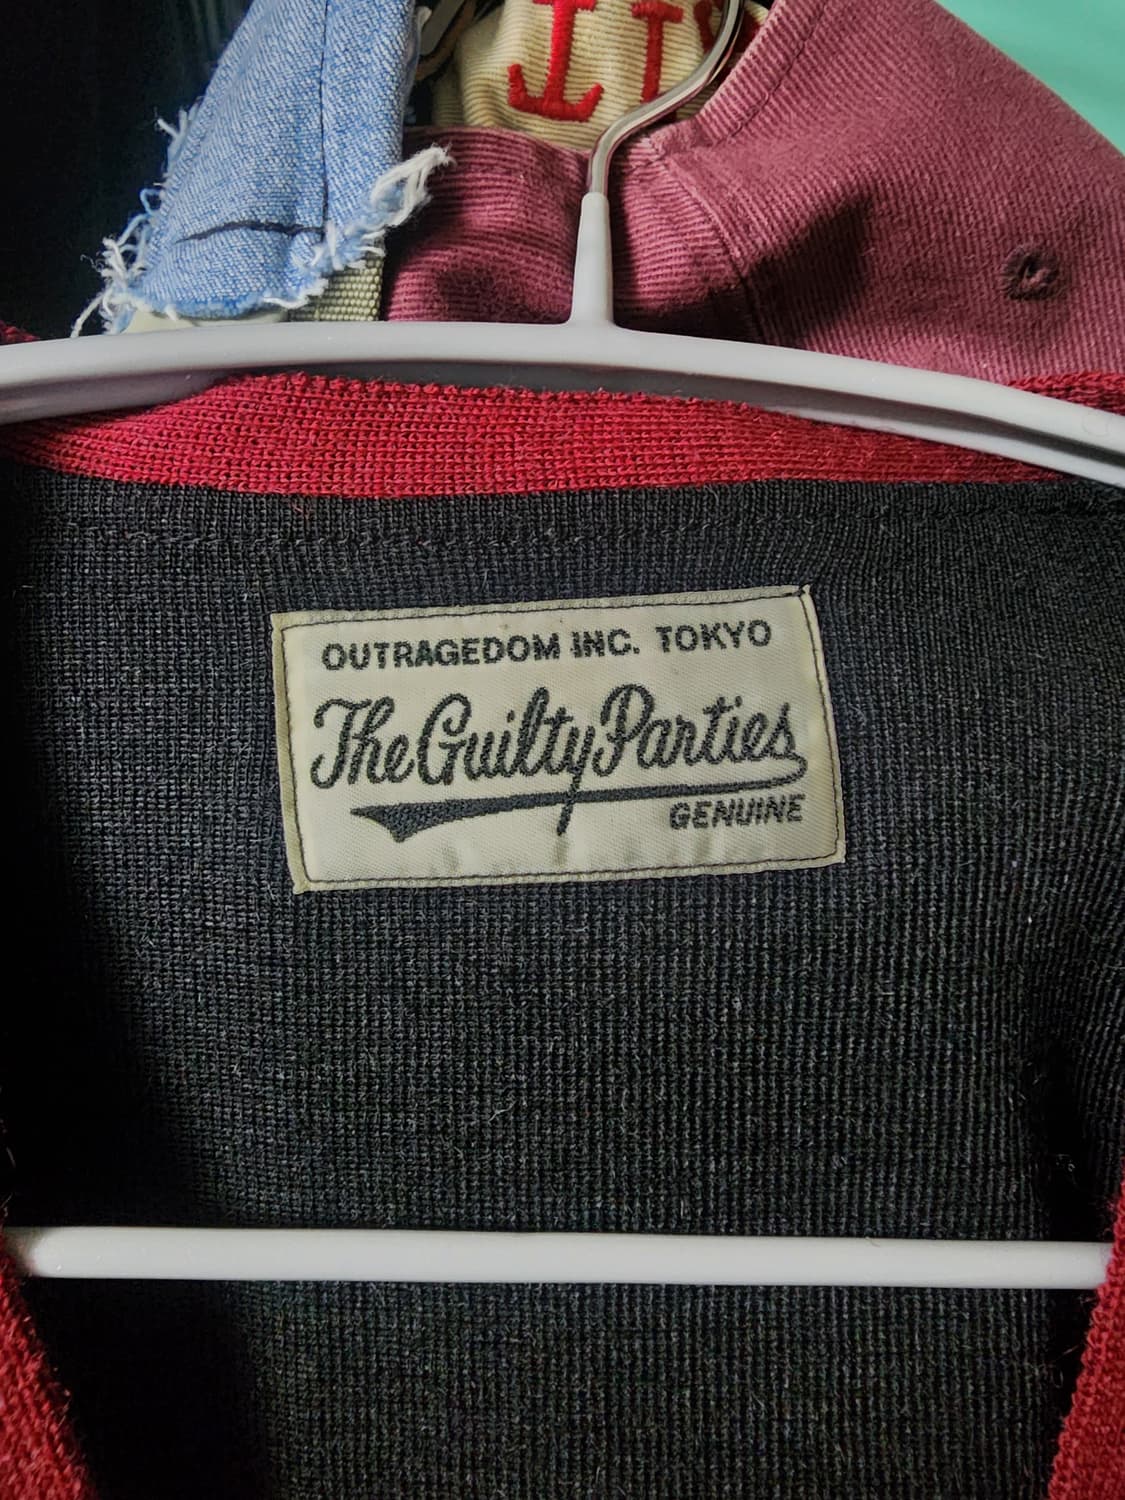 OUTRAGEDOM INC. TOKYO
The Guilty Parties
GENUINE